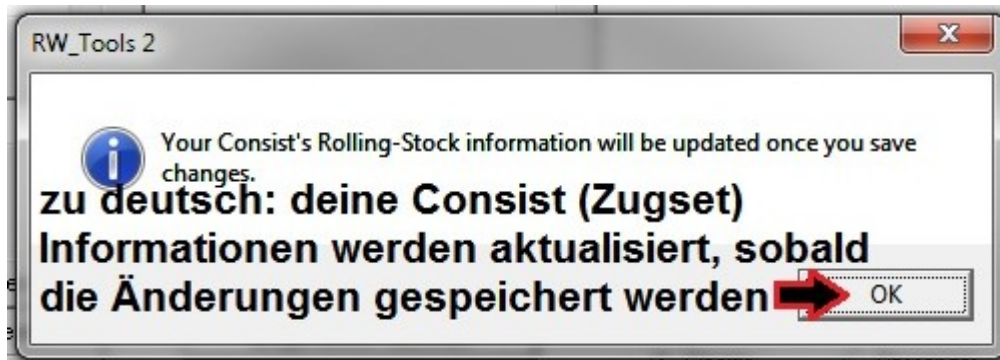 RW_Tools 2
Your Consist's Rolling-Stock information will be updated once you save
changes.
zu deutsch: deine Consist (Zugset)
Informationen werden aktualisiert, sobald
die Änderungen gespeichert werden
OK